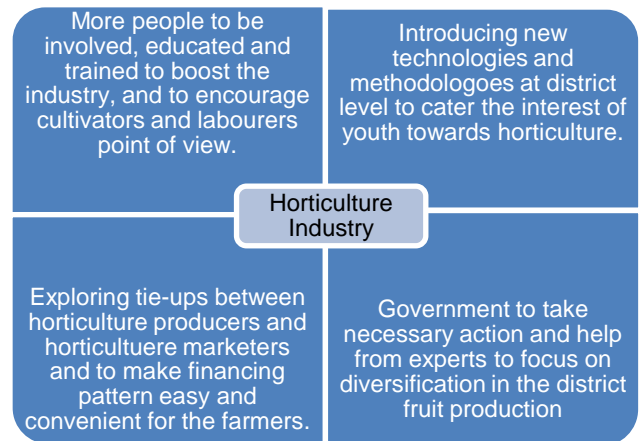 More people to be
involved, educated and
trained to boost the
industry, and to encourage
cultivators and labourers
point of view.
Introducing new
technologies and
methodologoes at district
level to cater the interest of
youth towards horticulture.
Horticulture
Industry
Exploring tie-ups between
horticulture producers and
horticultuere marketers
and to make financing
pattern easy and
convenient for the farmers.
Government to take
necessary action and help
from experts to focus on
diversification in the district
fruit production